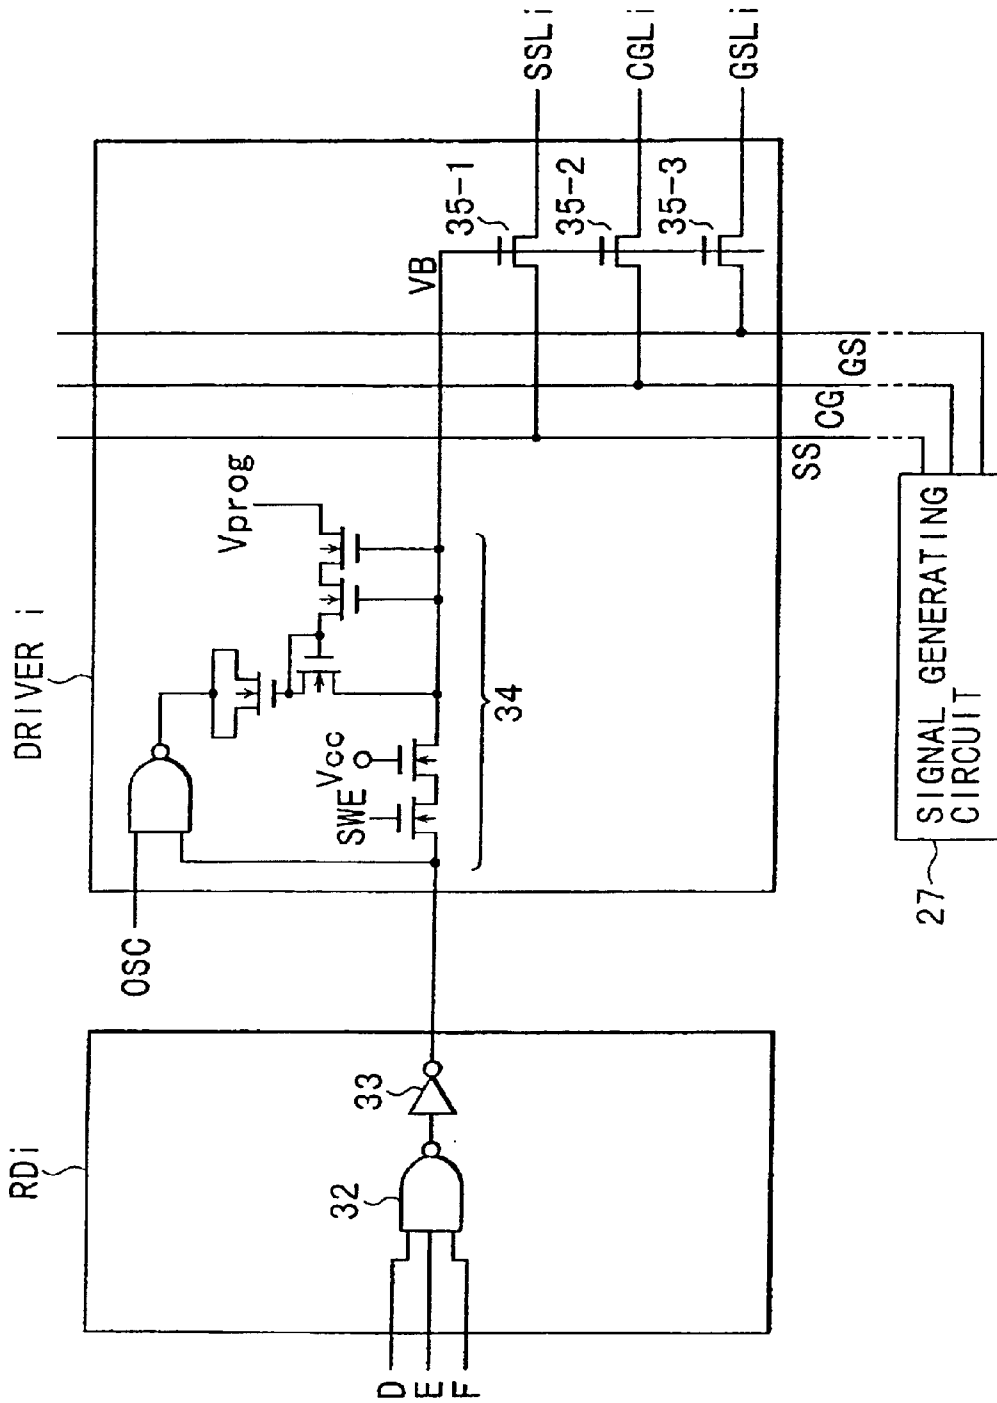 RDi
D
E
F
32
33
DRIVER i
OSC
SWE
Vcc
Vprog
34
VB
35-1
35-2
35-3
SSLi
CGLi
GSLi
SS
CG
GS
27
SIGNAL GENERATING
CIRCUIT